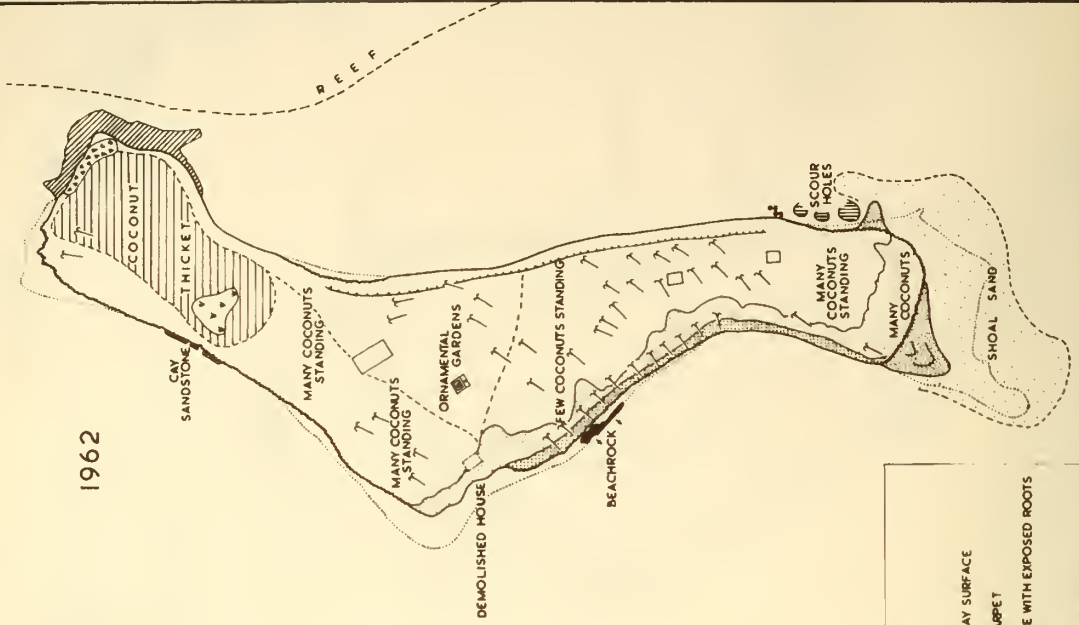 1962
REEF
COCONUT
THICKET
CAY
SANDSTONE
MANY COCONUTS
STANDING
ORNAMENTAL
GARDENS
MANY COCONUTS
STANDING
FEW COCONUTS STANDING
DEMOLISHED HOUSE
BEACHROCK
SCOUR
HOLES
MANY
COCONUTS
STANDING
MANY
COCONUTS
SHOAL SAND
AY SURFACE
RPET
E WITH EXPOSED ROOTS